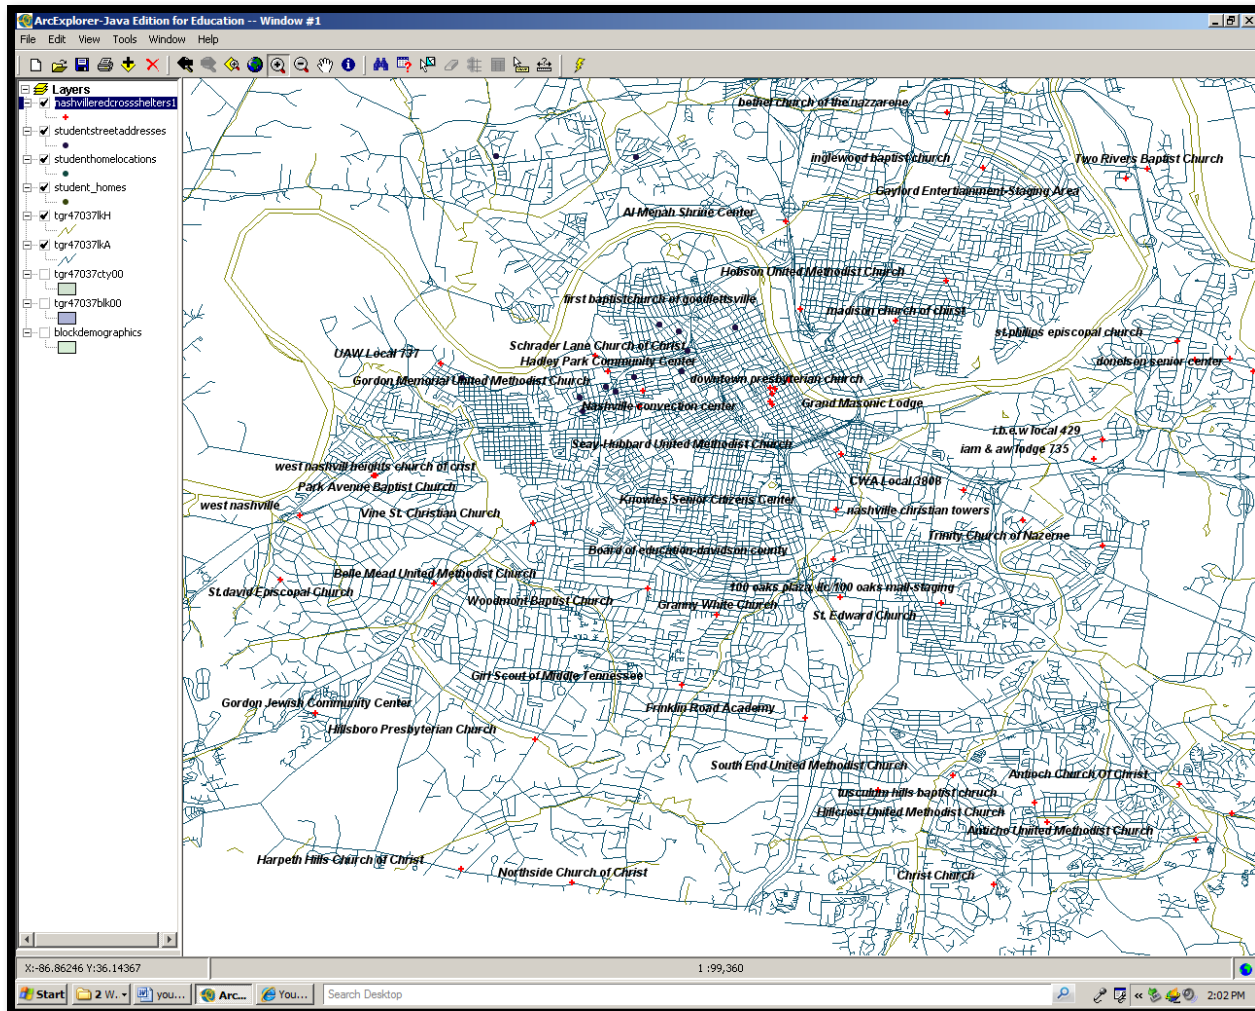 ArcExplorer-Java Edition for Education -- Window #1
File Edit View Tools Window Help
Layers
nashvilleredcrossshelters1
studentstreetaddresses
studenthomelocations
student_homes
tgr47037lkH
tgr47037lkA
tgr47037cty00
tgr47037blk00
blockdemographics
bethel church of the nazzarone
inglewood baptist church
Two Rivers Baptist Church
Gaylord Entertainment-Staging Area
Al Menah Shrine Center
Hobson United Methodist Church
first baptistchurch of goodlettsville
madison church of chirst
st.phillips episcopal church
Schrader Lane Church of Christ
UAW Local 737
Hadley Park Community Center
donelson senior center
Gordon Memorial United Methodist Church
downtown presbyterian church
Nashville convection center
Grand Masonic Lodge
i.b.e.w local 429
Seay-Hubbard United Methodist Church
iam & aw lodge 735
west nashvill heights church of crist
Park Avenue Baptist Church
CWA Local 3808
west nashville
Knowles Senior Citizens Center
Vine St. Christian Church
nashville christian towers
Trinity Church of Nazerne
Board of education-davidson county
Belle Mead United Methodist Church
St.david Episcopal Church
100 oaks plaza, llc/100 oaks mall-staging
Woodmont Baptist Church
Granny White Church
St. Edward Church
Girl Scout of Middle Tennessee
Gordon Jewish Community Center
Frnklin Road Academy
Hillsboro Presbyterian Church
South End United Methodist Church
Antioch Church Of Christ
tusculum hills baptist chruch
Hillcrest United Methodist Church
Anticho United Methodist Church
Harpeth Hills Church of Christ
Northside Church of Christ
Christ Church
X:-86.86246 Y:36.14367
1 :99,360
Start
2 W...
you...
Arc...
You...
Search Desktop
2:02 PM